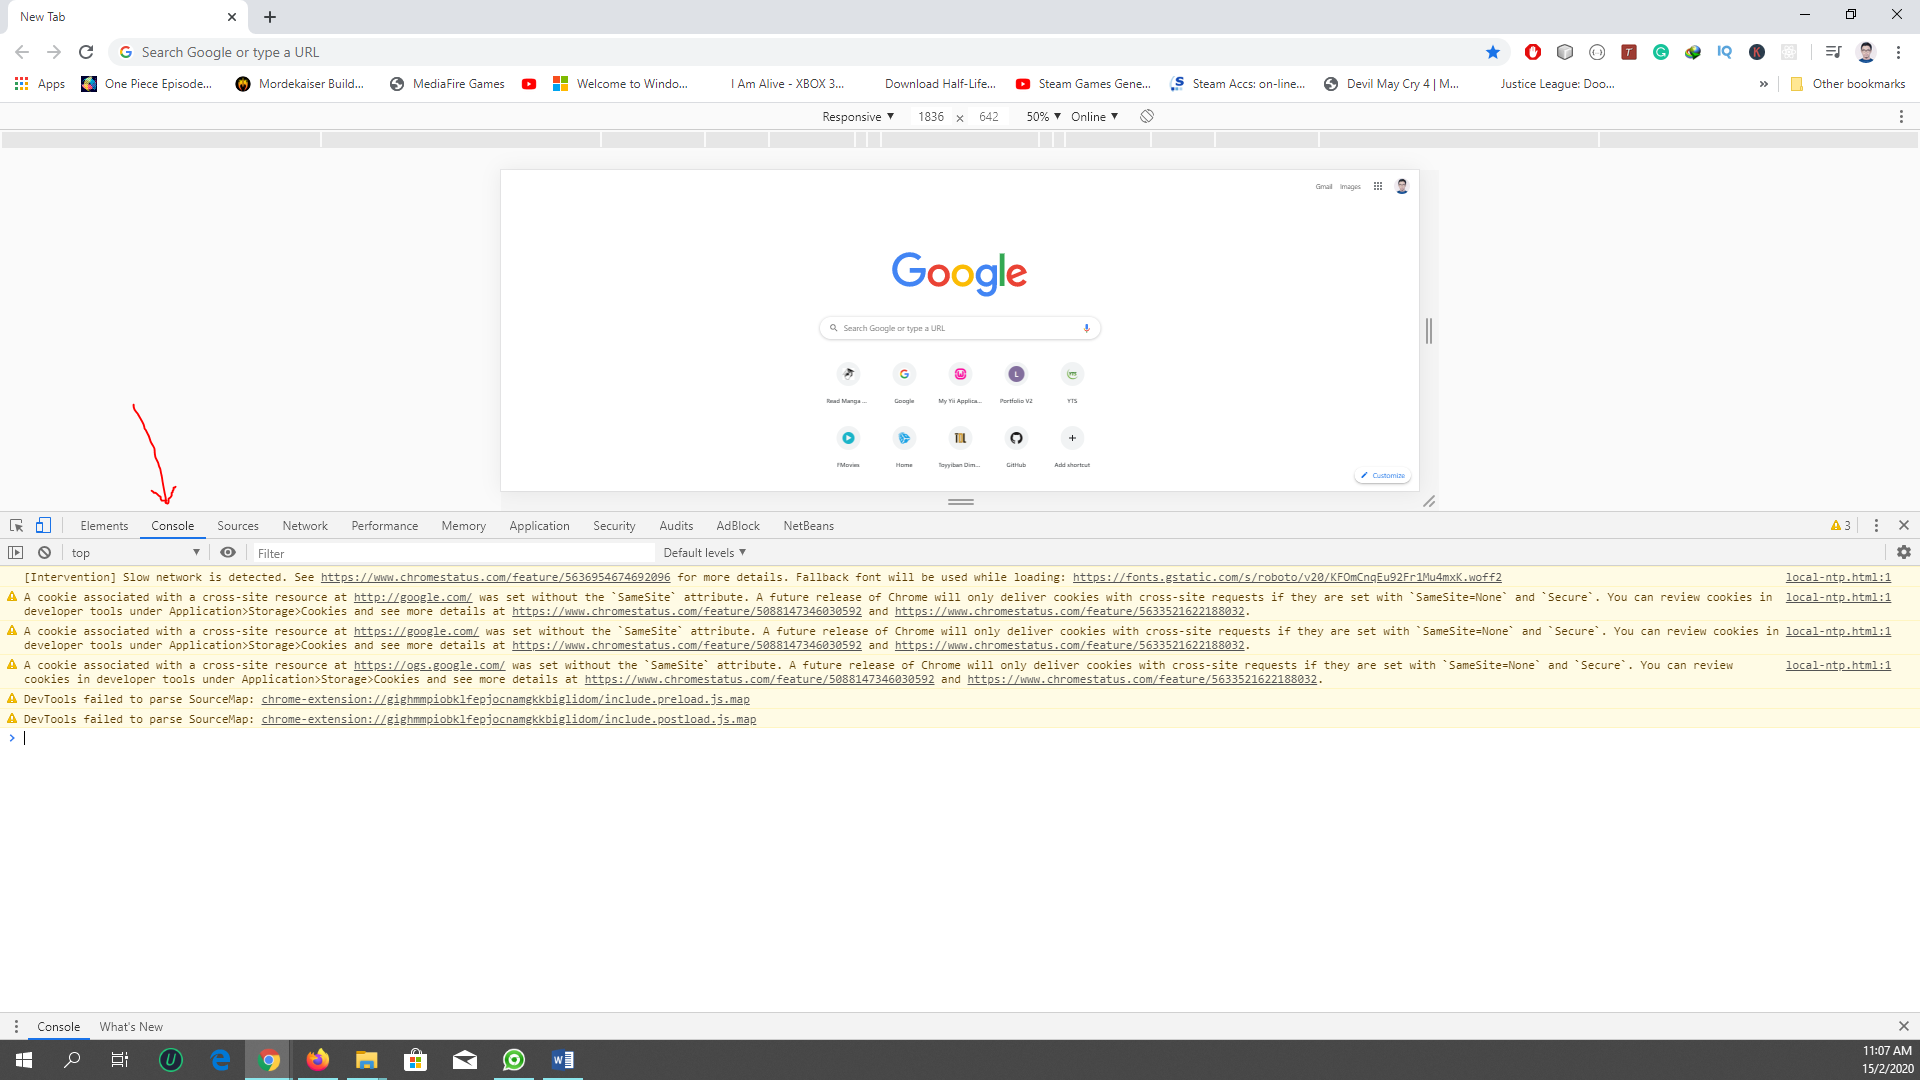 New Tab
Search Google or type a URL
Apps One Piece Episode... Mordekaiser Build... MediaFire Games Welcome to Windo... I Am Alive - XBOX 3... Download Half-Life... Steam Games Gene... Steam Accs: on-line... Devil May Cry 4 | M... Justice League: Doo... » Other bookmarks
Responsive ▼ 1836 × 642 50% ▼ Online ▼
Gmail Images
Google
Search Google or type a URL
Read Manga ... Google My Yii Applica... Portfolio V2 YTS
FMovies Home Toyyiban Dim... GitHub Add shortcut
Customize
Elements Console Sources Network Performance Memory Application Security Audits AdBlock NetBeans 3
top ▼ Filter Default levels ▼
[Intervention] Slow network is detected. See https://www.chromestatus.com/feature/5636954674692096 for more details. Fallback font will be used while loading: https://fonts.gstatic.com/s/roboto/v20/KFOmCnqEu92Fr1Mu4mxK.woff2 local-ntp.html:1
A cookie associated with a cross-site resource at http://google.com/ was set without the `SameSite` attribute. A future release of Chrome will only deliver cookies with cross-site requests if they are set with `SameSite=None` and `Secure`. You can review cookies in local-ntp.html:1
developer tools under Application>Storage>Cookies and see more details at https://www.chromestatus.com/feature/5088147346030592 and https://www.chromestatus.com/feature/5633521622188032.
A cookie associated with a cross-site resource at https://google.com/ was set without the `SameSite` attribute. A future release of Chrome will only deliver cookies with cross-site requests if they are set with `SameSite=None` and `Secure`. You can review cookies in local-ntp.html:1
developer tools under Application>Storage>Cookies and see more details at https://www.chromestatus.com/feature/5088147346030592 and https://www.chromestatus.com/feature/5633521622188032.
A cookie associated with a cross-site resource at https://ogs.google.com/ was set without the `SameSite` attribute. A future release of Chrome will only deliver cookies with cross-site requests if they are set with `SameSite=None` and `Secure`. You can review local-ntp.html:1
cookies in developer tools under Application>Storage>Cookies and see more details at https://www.chromestatus.com/feature/5088147346030592 and https://www.chromestatus.com/feature/5633521622188032.
DevTools failed to parse SourceMap: chrome-extension://gighmmpiobklfepjocnamgkkbiglidom/include.preload.js.map
DevTools failed to parse SourceMap: chrome-extension://gighmmpiobklfepjocnamgkkbiglidom/include.postload.js.map
>
Console What's New
11:07 AM
15/2/2020